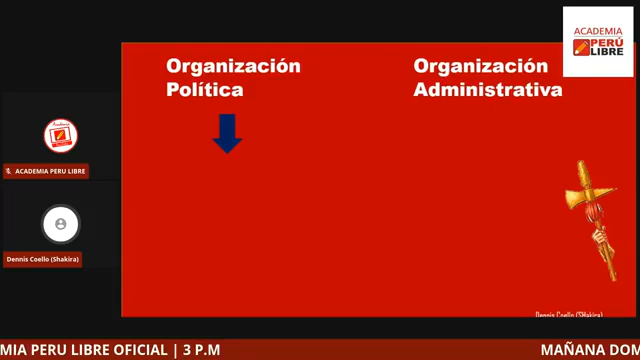 ACADEMIA
PERÚ
LIBRE
Organización
Política
Organización
Administrativa
ACADEMIA PERU LIBRE
Dennis Coello (Shakira)
Dennis Coello (SHakira)
MIA PERU LIBRE OFICIAL | 3 P.M
MAÑANA DOM